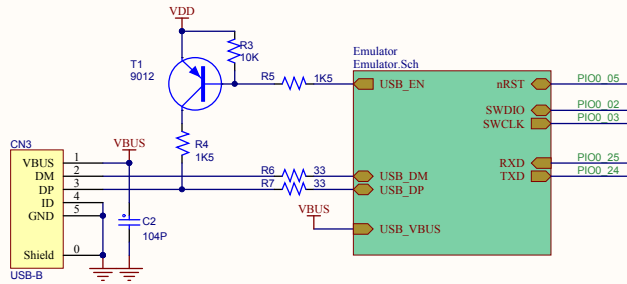 VDD
R3
10K
T1
9012
R5
1K5
R4
1K5
Emulator
Emulator.Sch
USB_EN
nRST
PIO0_05
SWDIO
PIO0_02
SWCLK
PIO0_03
RXD
PIO0_25
TXD
PIO0_24
CN3
VBUS
VBUS 1
DM 2
DP 3
ID 4
GND 5
Shield 0
USB-B
R6
33
R7
33
USB_DM
USB_DP
C2
104P
VBUS
USB_VBUS